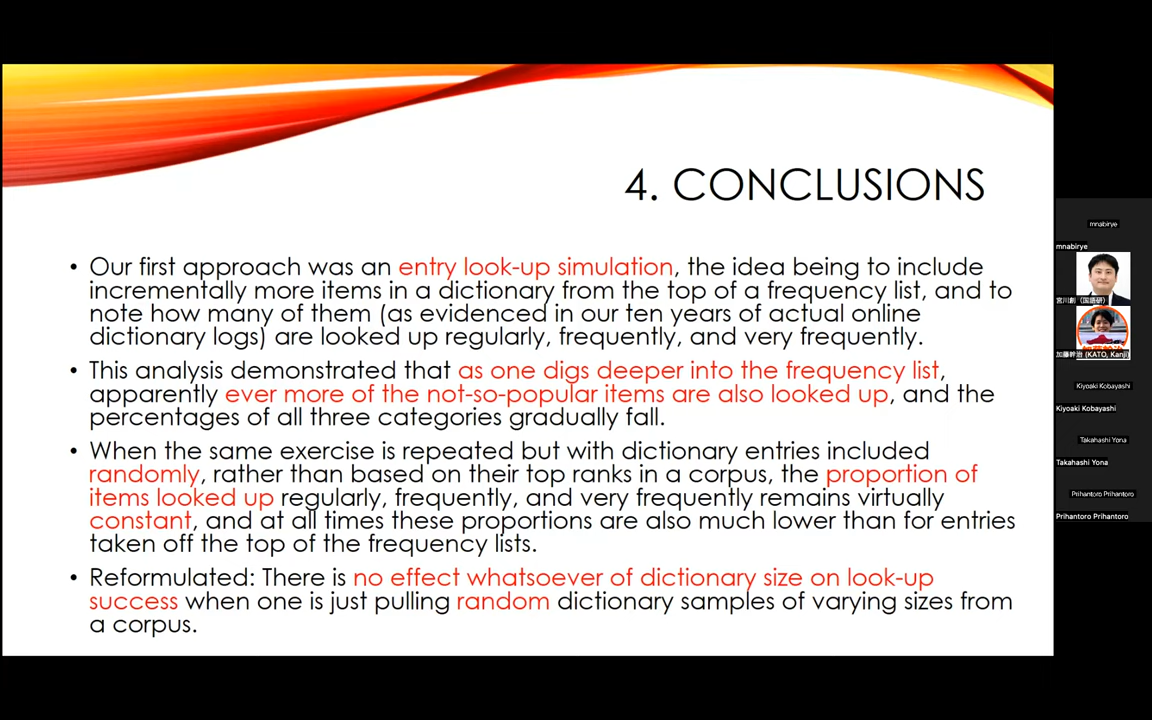 4. CONCLUSIONS
• Our first approach was an entry look-up simulation, the idea being to include
incrementally more items in a dictionary from the top of a frequency list, and to
note how many of them (as evidenced in our ten years of actual online
dictionary logs) are looked up regularly, frequently, and very frequently.
• This analysis demonstrated that as one digs deeper into the frequency list,
apparently ever more of the not-so-popular items are also looked up, and the
percentages of all three categories gradually fall.
• When the same exercise is repeated but with dictionary entries included
randomly, rather than based on their top ranks in a corpus, the proportion of
items looked up regularly, frequently, and very frequently remains virtually
constant, and at all times these proportions are also much lower than for entries
taken off the top of the frequency lists.
• Reformulated: There is no effect whatsoever of dictionary size on look-up
success when one is just pulling random dictionary samples of varying sizes from
a corpus.
mnabirye
mnabirye
宮川創（国語研）
加藤幹治 (KATO, Kanji)
Kiyoaki Kobayashi
Kiyoaki Kobayashi
Takahashi Yona
Takahashi Yona
Prihantoro Prihantoro
Prihantoro Prihantoro